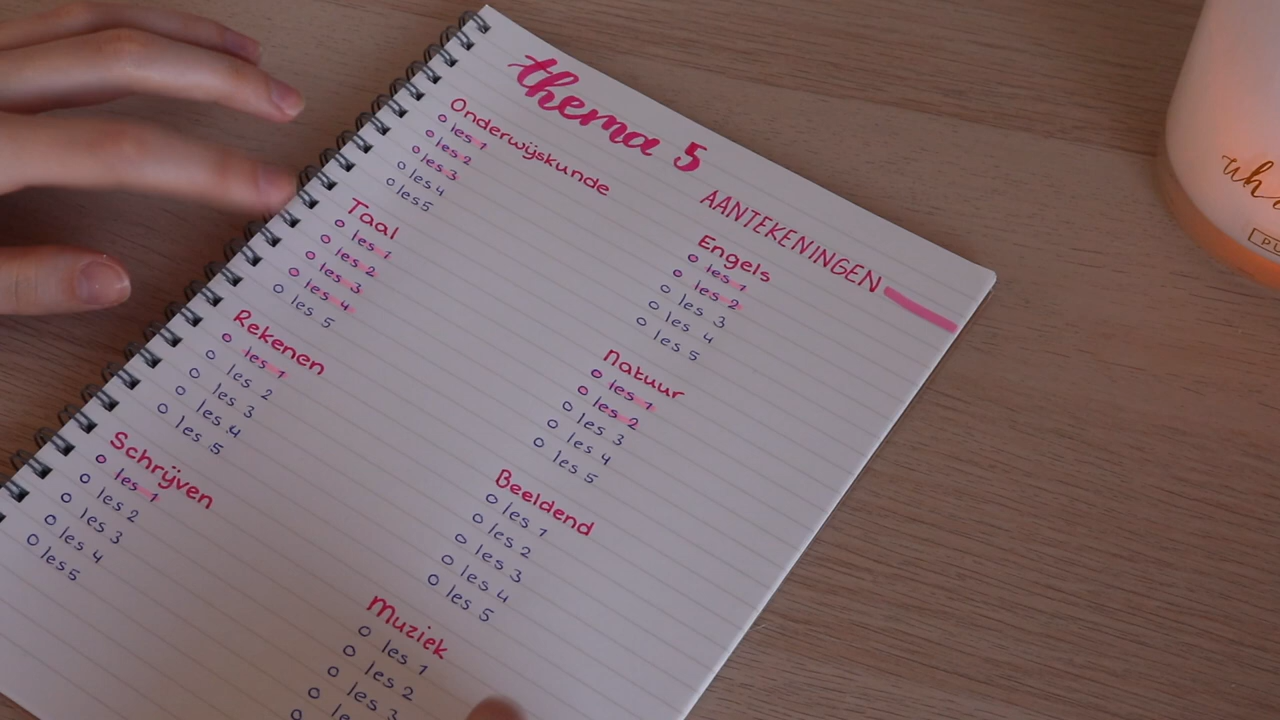 thema 5
AANTEKENINGEN
Onderwijskunde
les 1
les 2
les 3
les 4
les 5
Taal
les 1
les 2
les 3
les 4
les 5
Rekenen
les 1
les 2
les 3
les 4
les 5
Schrijven
les 1
les 2
les 3
les 4
les 5
Engels
les 1
les 2
les 3
les 4
les 5
Natuur
les 1
les 2
les 3
les 4
les 5
Beeldend
les 1
les 2
les 3
les 4
les 5
Muziek
les 1
les 2
les 3